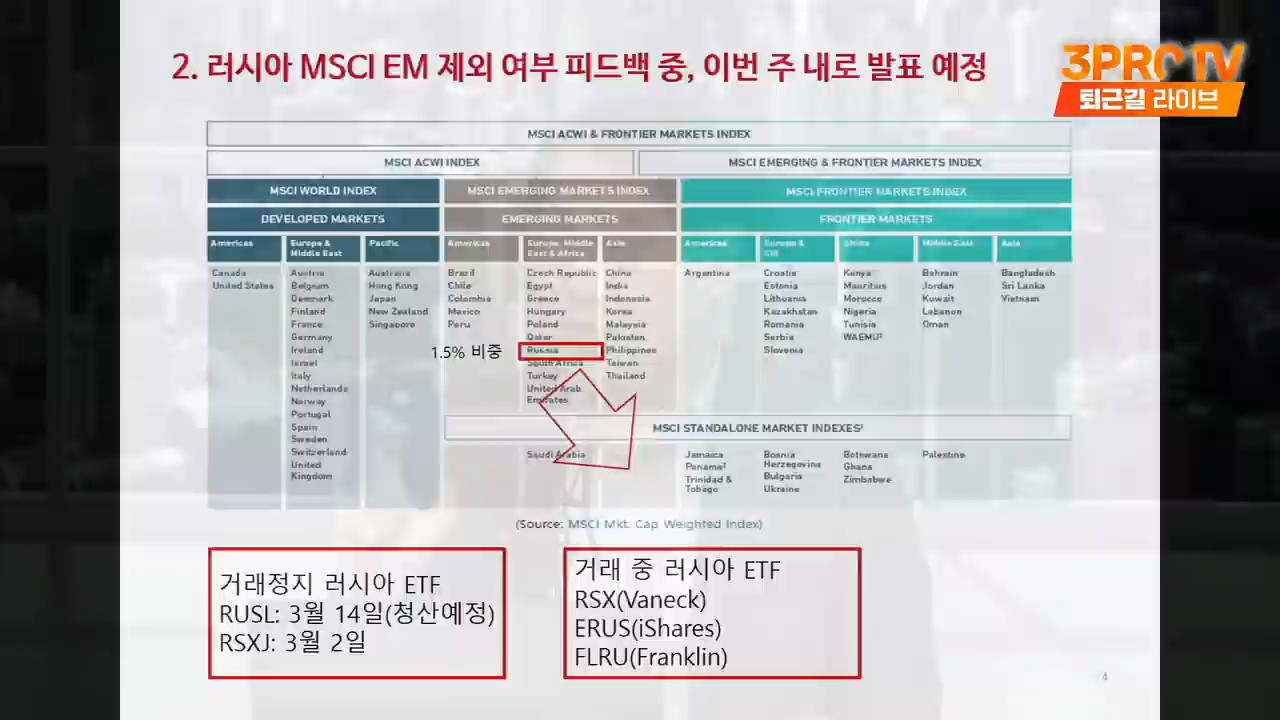 2. 러시아 MSCI EM 제외 여부 피드백 중, 이번 주 내로 발표 예정
3PRO TV
퇴근길 라이브
MSCI ACWI & FRONTIER MARKETS INDEX
MSCI ACWI INDEX
MSCI EMERGING & FRONTIER MARKETS INDEX
MSCI WORLD INDEX
MSCI EMERGING MARKETS INDEX
MSCI FRONTIER MARKETS INDEX
DEVELOPED MARKETS
EMERGING MARKETS
FRONTIER MARKETS
Americas
Canada
United States
Europe &
Middle East
Austria
Belgium
Denmark
Finland
France
Germany
Ireland
Israel
Italy
Netherlands
Norway
Portugal
Spain
Sweden
Switzerland
United
Kingdom
Pacific
Australia
Hong Kong
Japan
New Zealand
Singapore
Americas
Brazil
Chile
Colombia
Mexico
Peru
1.5% 비중
Europe, Middle
East & Africa
Czech Republic
Egypt
Greece
Hungary
Poland
Qatar
Russia
South Africa
Turkey
United Arab
Emirates
Asia
China
India
Indonesia
Korea
Malaysia
Pakistan
Philippines
Taiwan
Thailand
Americas
Argentina
Europe &
CIS
Croatia
Estonia
Lithuania
Kazakhstan
Romania
Serbia
Slovenia
Africa
Kenya
Mauritus
Morocco
Nigeria
Tunisia
WAEMU²
Middle East
Bahrain
Jordan
Kuwait
Lebanon
Oman
Asia
Bangladesh
Sri Lanka
Vietnam
MSCI STANDALONE MARKET INDEXES¹
Saudi Arabia
Jamaica
Panama³
Trinidad &
Tobago
Bosnia
Herzegovina
Bulgaria
Ukraine
Botswana
Ghana
Zimbabwe
Palestine
(Source: MSCI Mkt. Cap Weighted Index)
거래정지 러시아 ETF
RUSL: 3월 14일(청산예정)
RSXJ: 3월 2일
거래 중 러시아 ETF
RSX(Vaneck)
ERUS(iShares)
FLRU(Franklin)
4